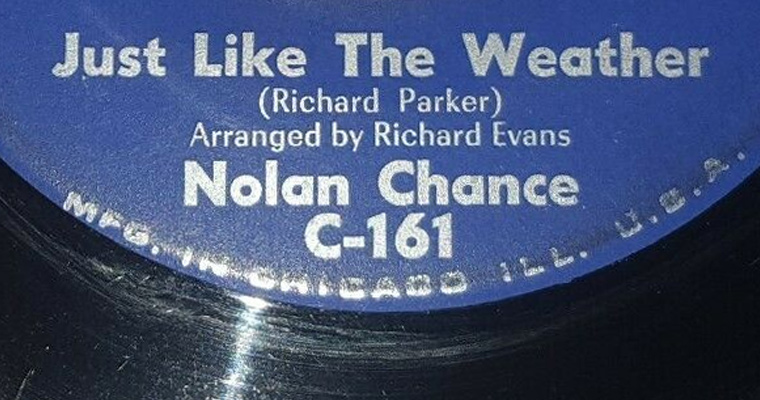 Just Like The Weather
(Richard Parker)
Arranged by Richard Evans
Nolan Chance
C-161
MFG. IN CHICAGO ILL. U.S.A.